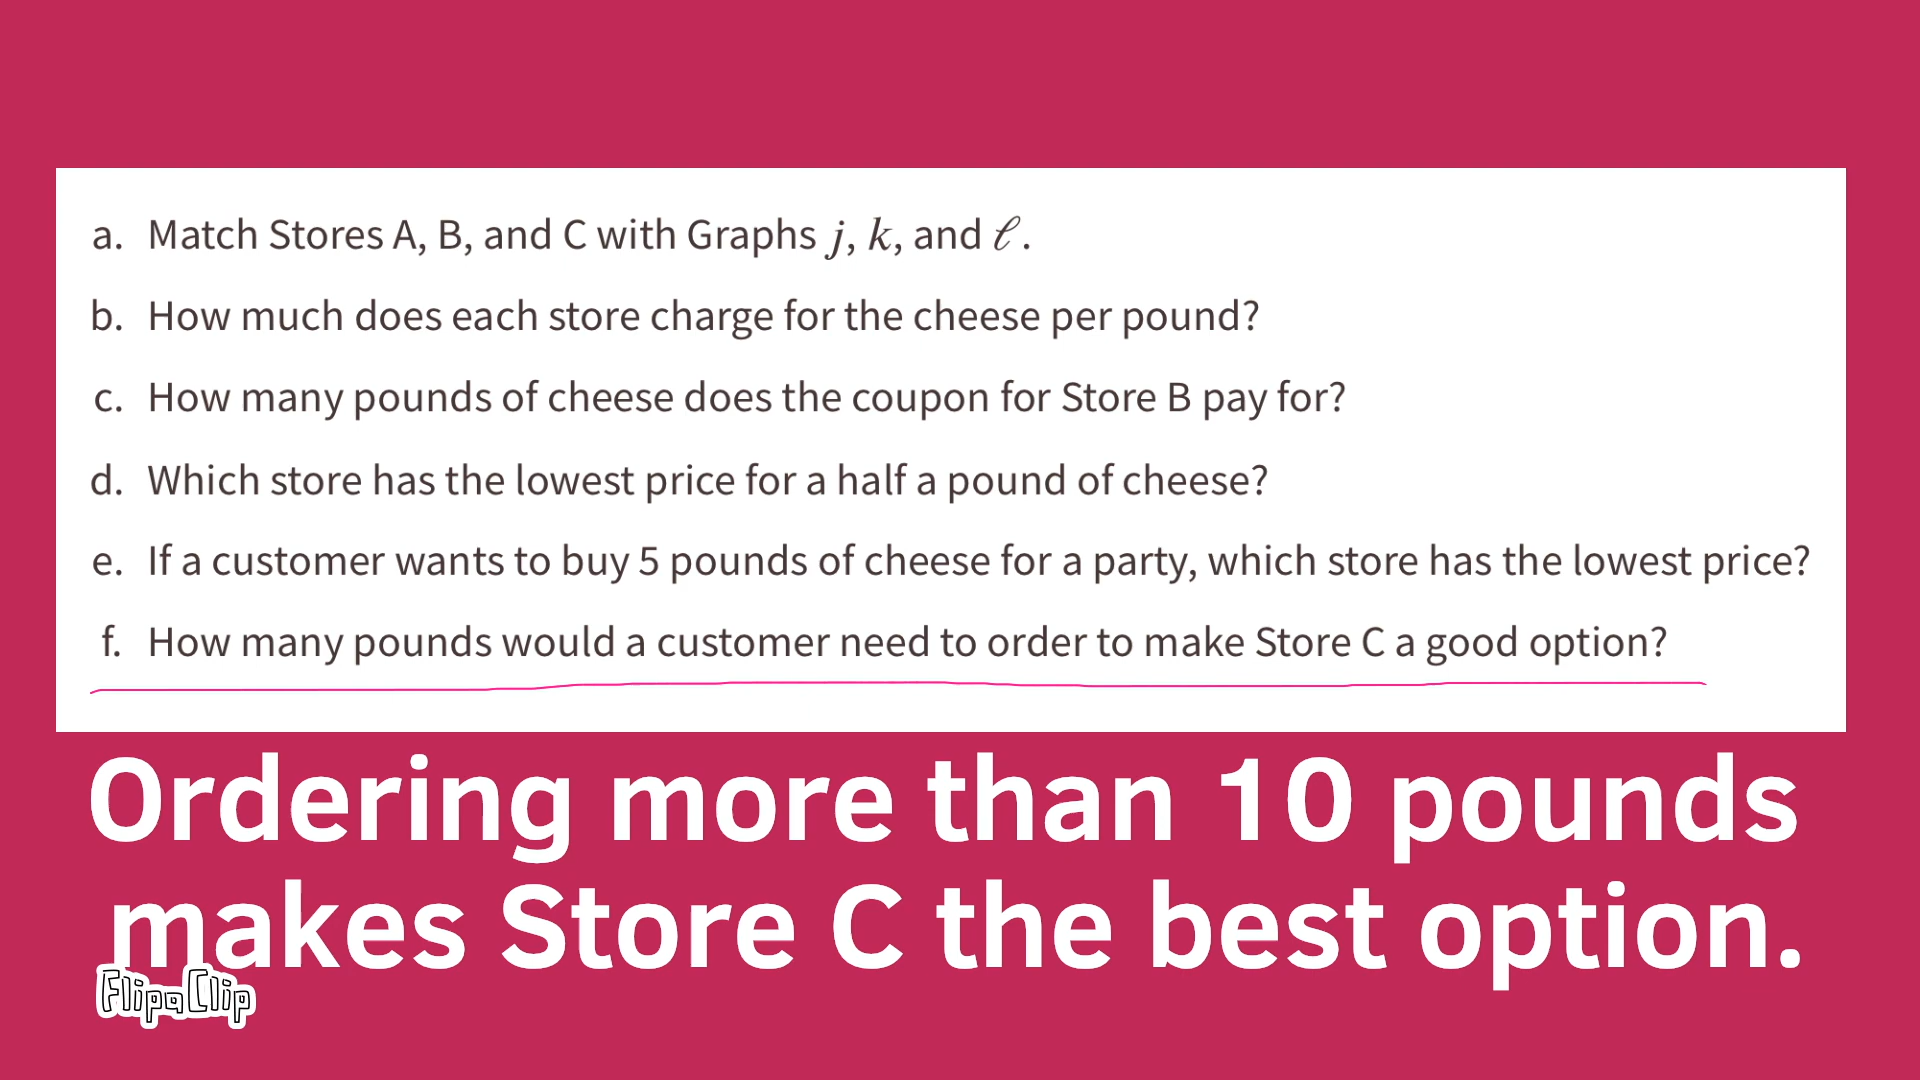 a. Match Stores A, B, and C with Graphs j, k, and ℓ.
b. How much does each store charge for the cheese per pound?
c. How many pounds of cheese does the coupon for Store B pay for?
d. Which store has the lowest price for a half a pound of cheese?
e. If a customer wants to buy 5 pounds of cheese for a party, which store has the lowest price?
f. How many pounds would a customer need to order to make Store C a good option?
Ordering more than 10 pounds
makes Store C the best option.
FlipaClip